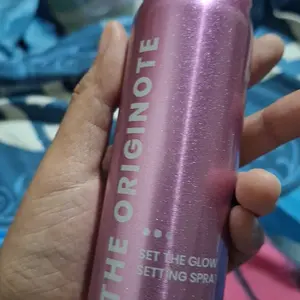 THE ORIGINOTE
SET THE GLOW
SETTING SPRAY